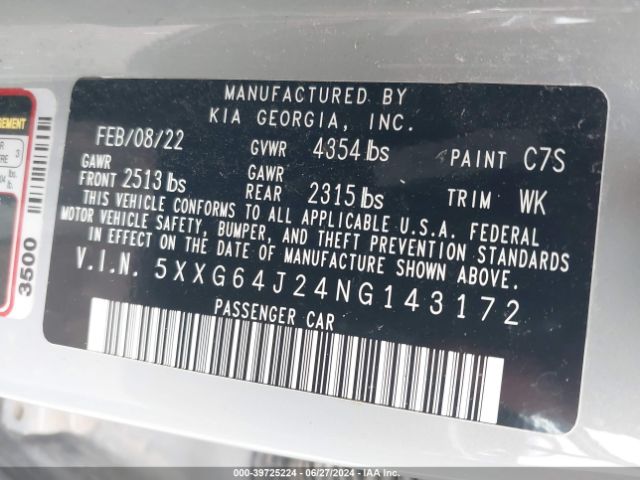 MANUFACTURED BY
KIA GEORGIA, INC.
FEB/08/22 GVWR 4354 lbs PAINT C7S
GAWR FRONT 2513 lbs GAWR REAR 2315 lbs TRIM WK
THIS VEHICLE CONFORMS TO ALL APPLICABLE U.S.A. FEDERAL
MOTOR VEHICLE SAFETY, BUMPER, AND THEFT PREVENTION STANDARDS
IN EFFECT ON THE DATE OF MANUFACTURE SHOWN ABOVE.
V.I.N. 5XXG64J24NG143172
PASSENGER CAR
3500
000-39725224 - 06/27/2024 - IAA Inc.